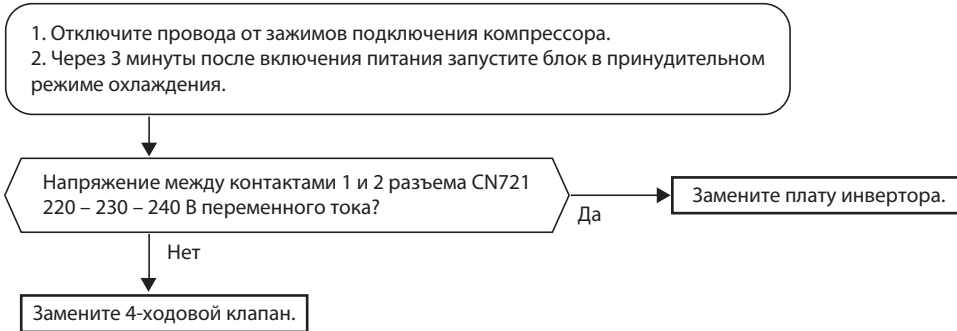 1. Отключите провода от зажимов подключения компрессора.
2. Через 3 минуты после включения питания запустите блок в принудительном
режиме охлаждения.
Напряжение между контактами 1 и 2 разъема CN721
220 – 230 – 240 В переменного тока?
Да
Замените плату инвертора.
Нет
Замените 4-ходовой клапан.